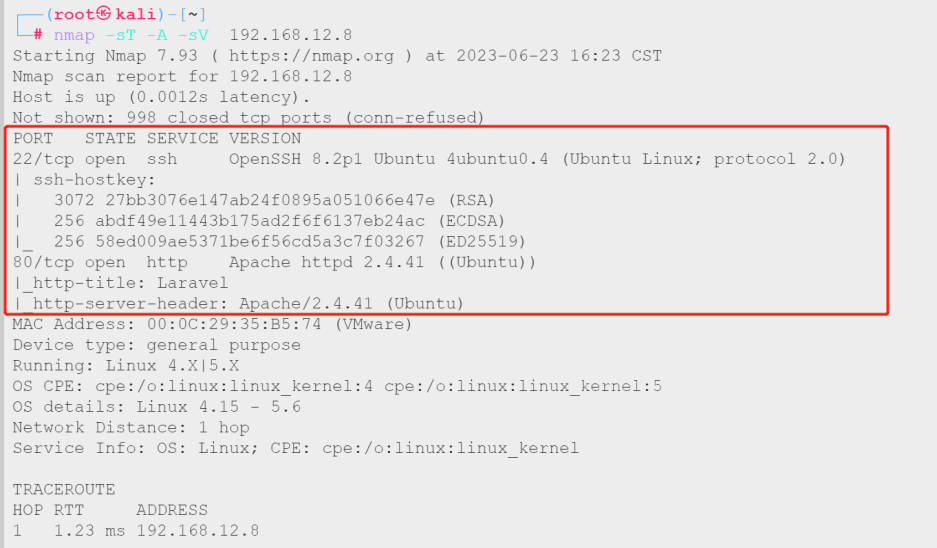 (root㉿kali)-[~]
# nmap -sT -A -sV 192.168.12.8
Starting Nmap 7.93 ( https://nmap.org ) at 2023-06-23 16:23 CST
Nmap scan report for 192.168.12.8
Host is up (0.0012s latency).
Not shown: 998 closed tcp ports (conn-refused)
PORT   STATE SERVICE VERSION
22/tcp open  ssh     OpenSSH 8.2p1 Ubuntu 4ubuntu0.4 (Ubuntu Linux; protocol 2.0)
| ssh-hostkey:
|   3072 27bb3076e147ab24f0895a051066e47e (RSA)
|   256 abdf49e11443b175ad2f6f6137eb24ac (ECDSA)
|_  256 58ed009ae5371be6f56cd5a3c7f03267 (ED25519)
80/tcp open  http    Apache httpd 2.4.41 ((Ubuntu))
|_http-title: Laravel
|_http-server-header: Apache/2.4.41 (Ubuntu)
MAC Address: 00:0C:29:35:B5:74 (VMware)
Device type: general purpose
Running: Linux 4.X|5.X
OS CPE: cpe:/o:linux:linux_kernel:4 cpe:/o:linux:linux_kernel:5
OS details: Linux 4.15 - 5.6
Network Distance: 1 hop
Service Info: OS: Linux; CPE: cpe:/o:linux:linux_kernel
TRACEROUTE
HOP RTT     ADDRESS
1   1.23 ms 192.168.12.8